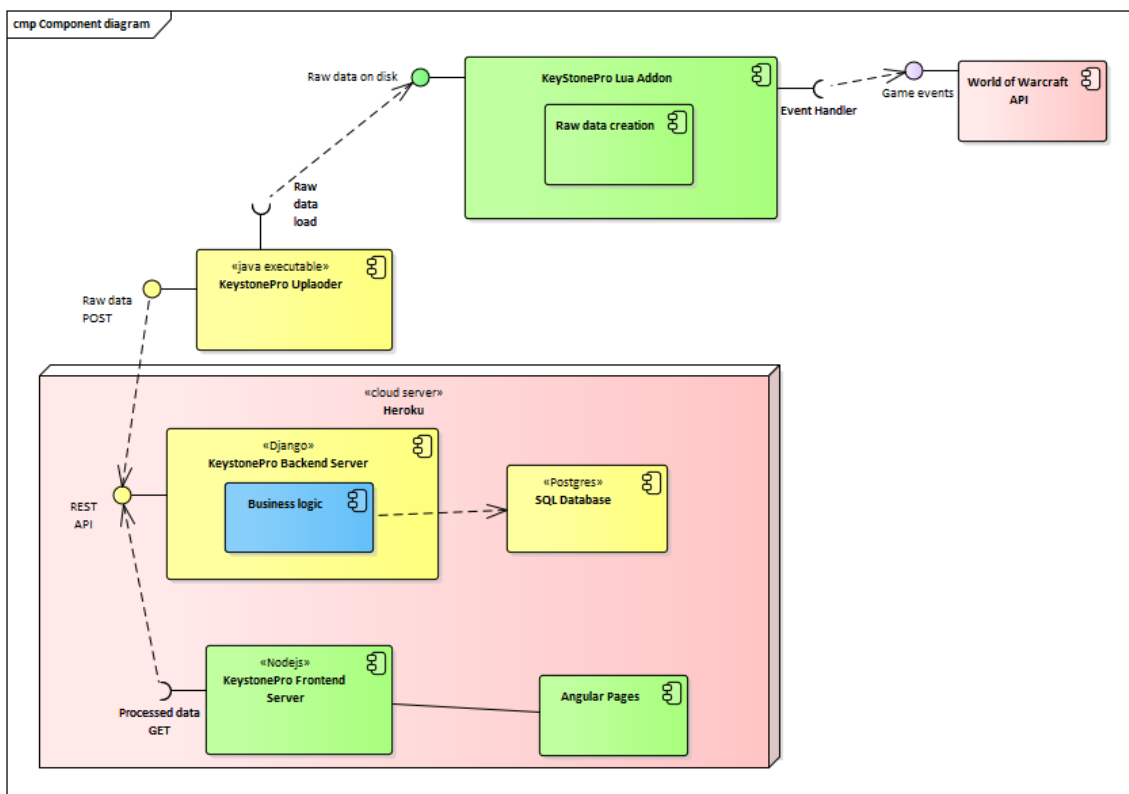 cmp Component diagram
Raw data on disk
KeyStonePro Lua Addon
Raw data creation
Event Handler
Game events
World of Warcraft
API
Raw
data
load
«java executable»
KeystonePro Uplaoder
Raw data
POST
«cloud server»
Heroku
«Django»
KeystonePro Backend Server
Business logic
«Postgres»
SQL Database
REST
API
«Nodejs»
KeystonePro Frontend
Server
Angular Pages
Processed data
GET